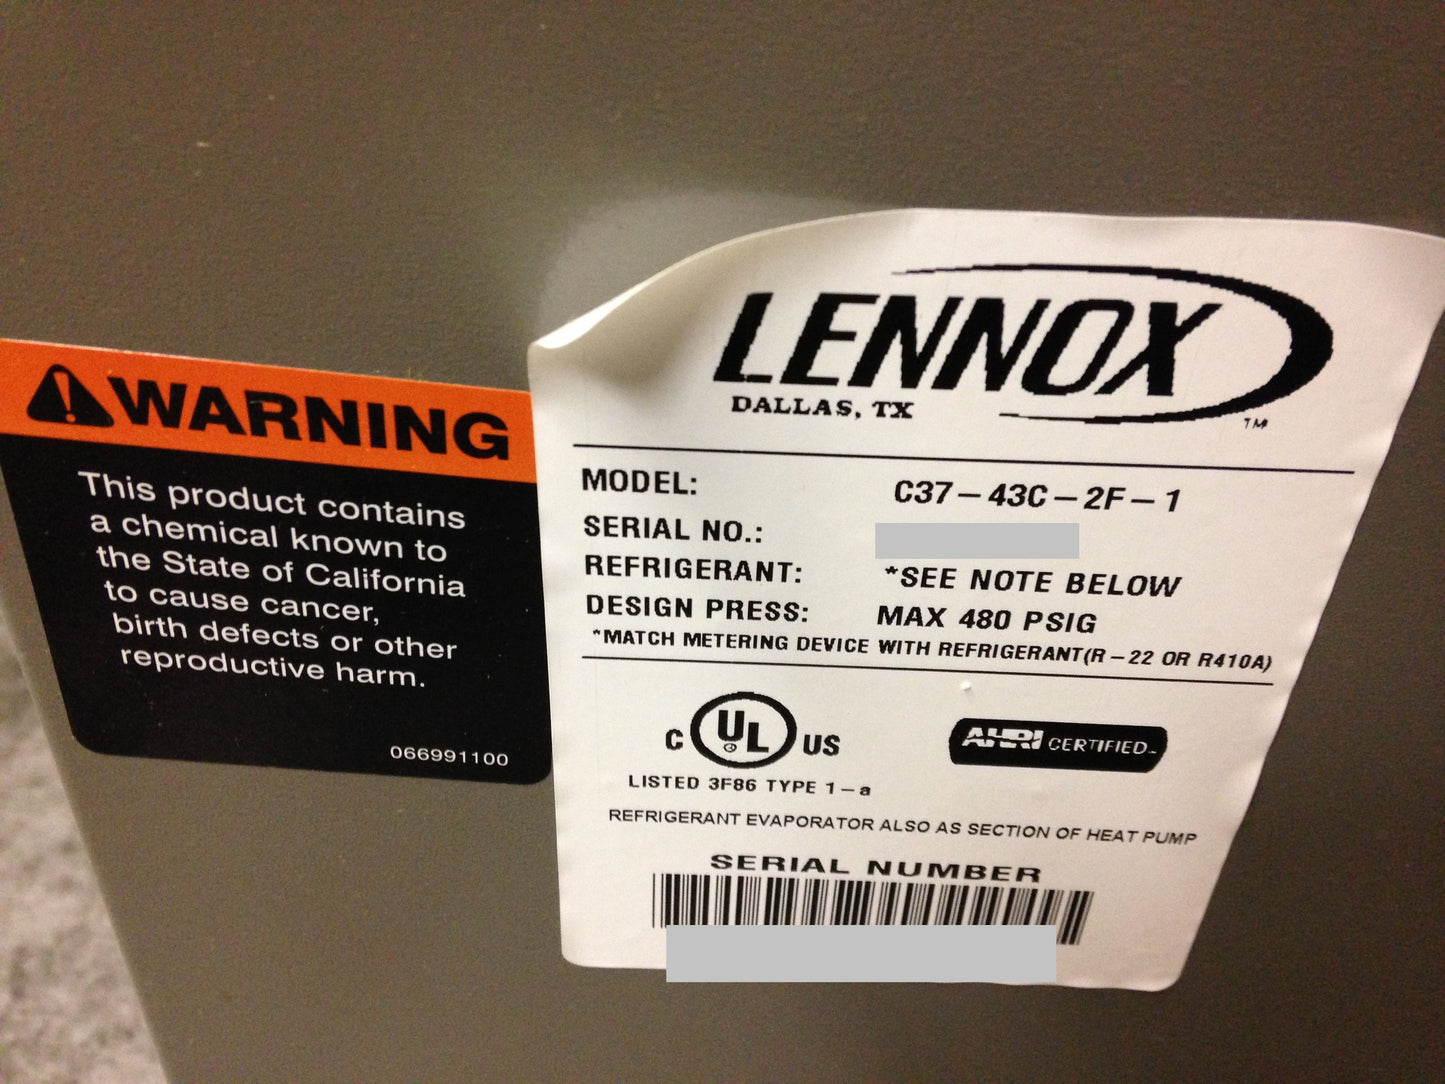 WARNING
This product contains
a chemical known to
the State of California
to cause cancer,
birth defects or other
reproductive harm.
066991100
LENNOX
DALLAS, TX
TM
MODEL: C37-43C-2F-1
SERIAL NO.:
REFRIGERANT: *SEE NOTE BELOW
DESIGN PRESS: MAX 480 PSIG
*MATCH METERING DEVICE WITH REFRIGERANT(R-22 OR R410A)
C UL US
LISTED 3F86 TYPE 1-a
AHRI CERTIFIED™
REFRIGERANT EVAPORATOR ALSO AS SECTION OF HEAT PUMP
SERIAL NUMBER